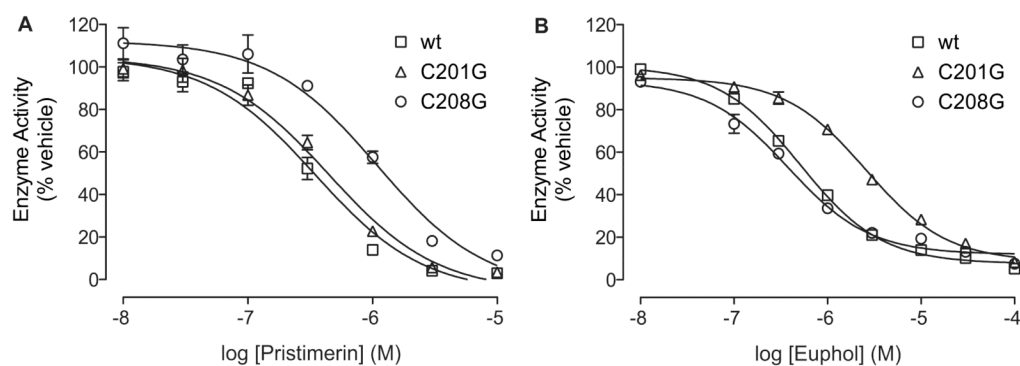 A
120
100
80
60
40
20
0
Enzyme Activity
(% vehicle)
wt
C201G
C208G
-8
-7
-6
-5
log [Pristimerin] (M)
B
120
100
80
60
40
20
0
Enzyme Activity
(% vehicle)
wt
C201G
C208G
-8
-7
-6
-5
-4
log [Euphol] (M)